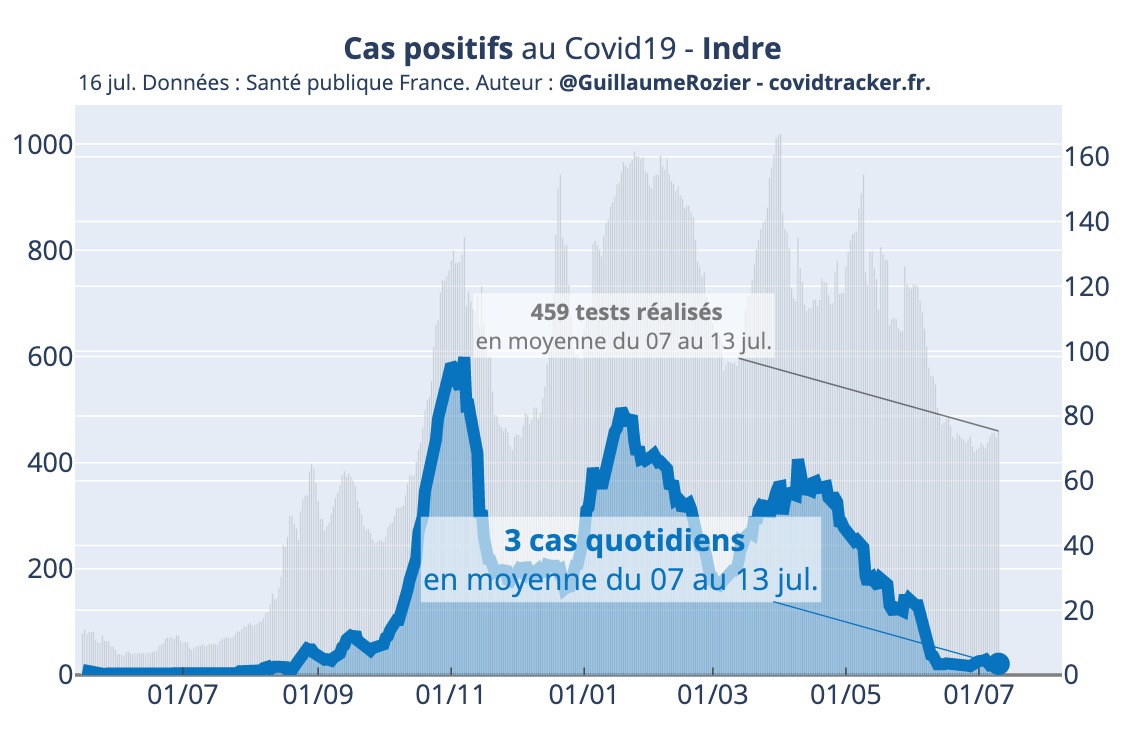 Cas positifs au Covid19 - Indre
16 jul. Données : Santé publique France. Auteur : @GuillaumeRozier - covidtracker.fr.
1000
800
600
400
200
0
160
140
120
100
80
60
40
20
0
459 tests réalisés
en moyenne du 07 au 13 jul.
3 cas quotidiens
en moyenne du 07 au 13 jul.
01/07 01/09 01/11 01/01 01/03 01/05 01/07